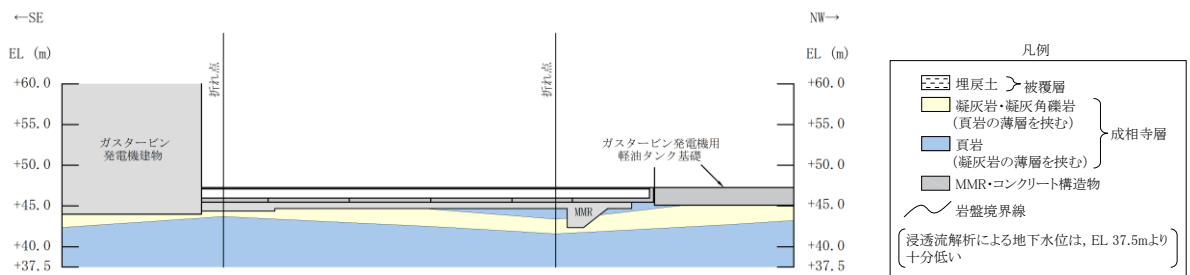 ←SE
NW→
EL (m)
EL (m)
+60.0
+55.0
+50.0
+45.0
+40.0
+37.5
折れ点
折れ点
ガスタービン
発電機建物
ガスタービン発電機用
軽油タンク基礎
MMR
+60.0
+55.0
+50.0
+45.0
+40.0
+37.5
凡例
埋戻土 被覆層
凝灰岩・凝灰角礫岩
(頁岩の薄層を挟む)
成相寺層
頁岩
(凝灰岩の薄層を挟む)
MMR・コンクリート構造物
岩盤境界線
浸透流解析による地下水位は, EL 37.5mより
十分低い